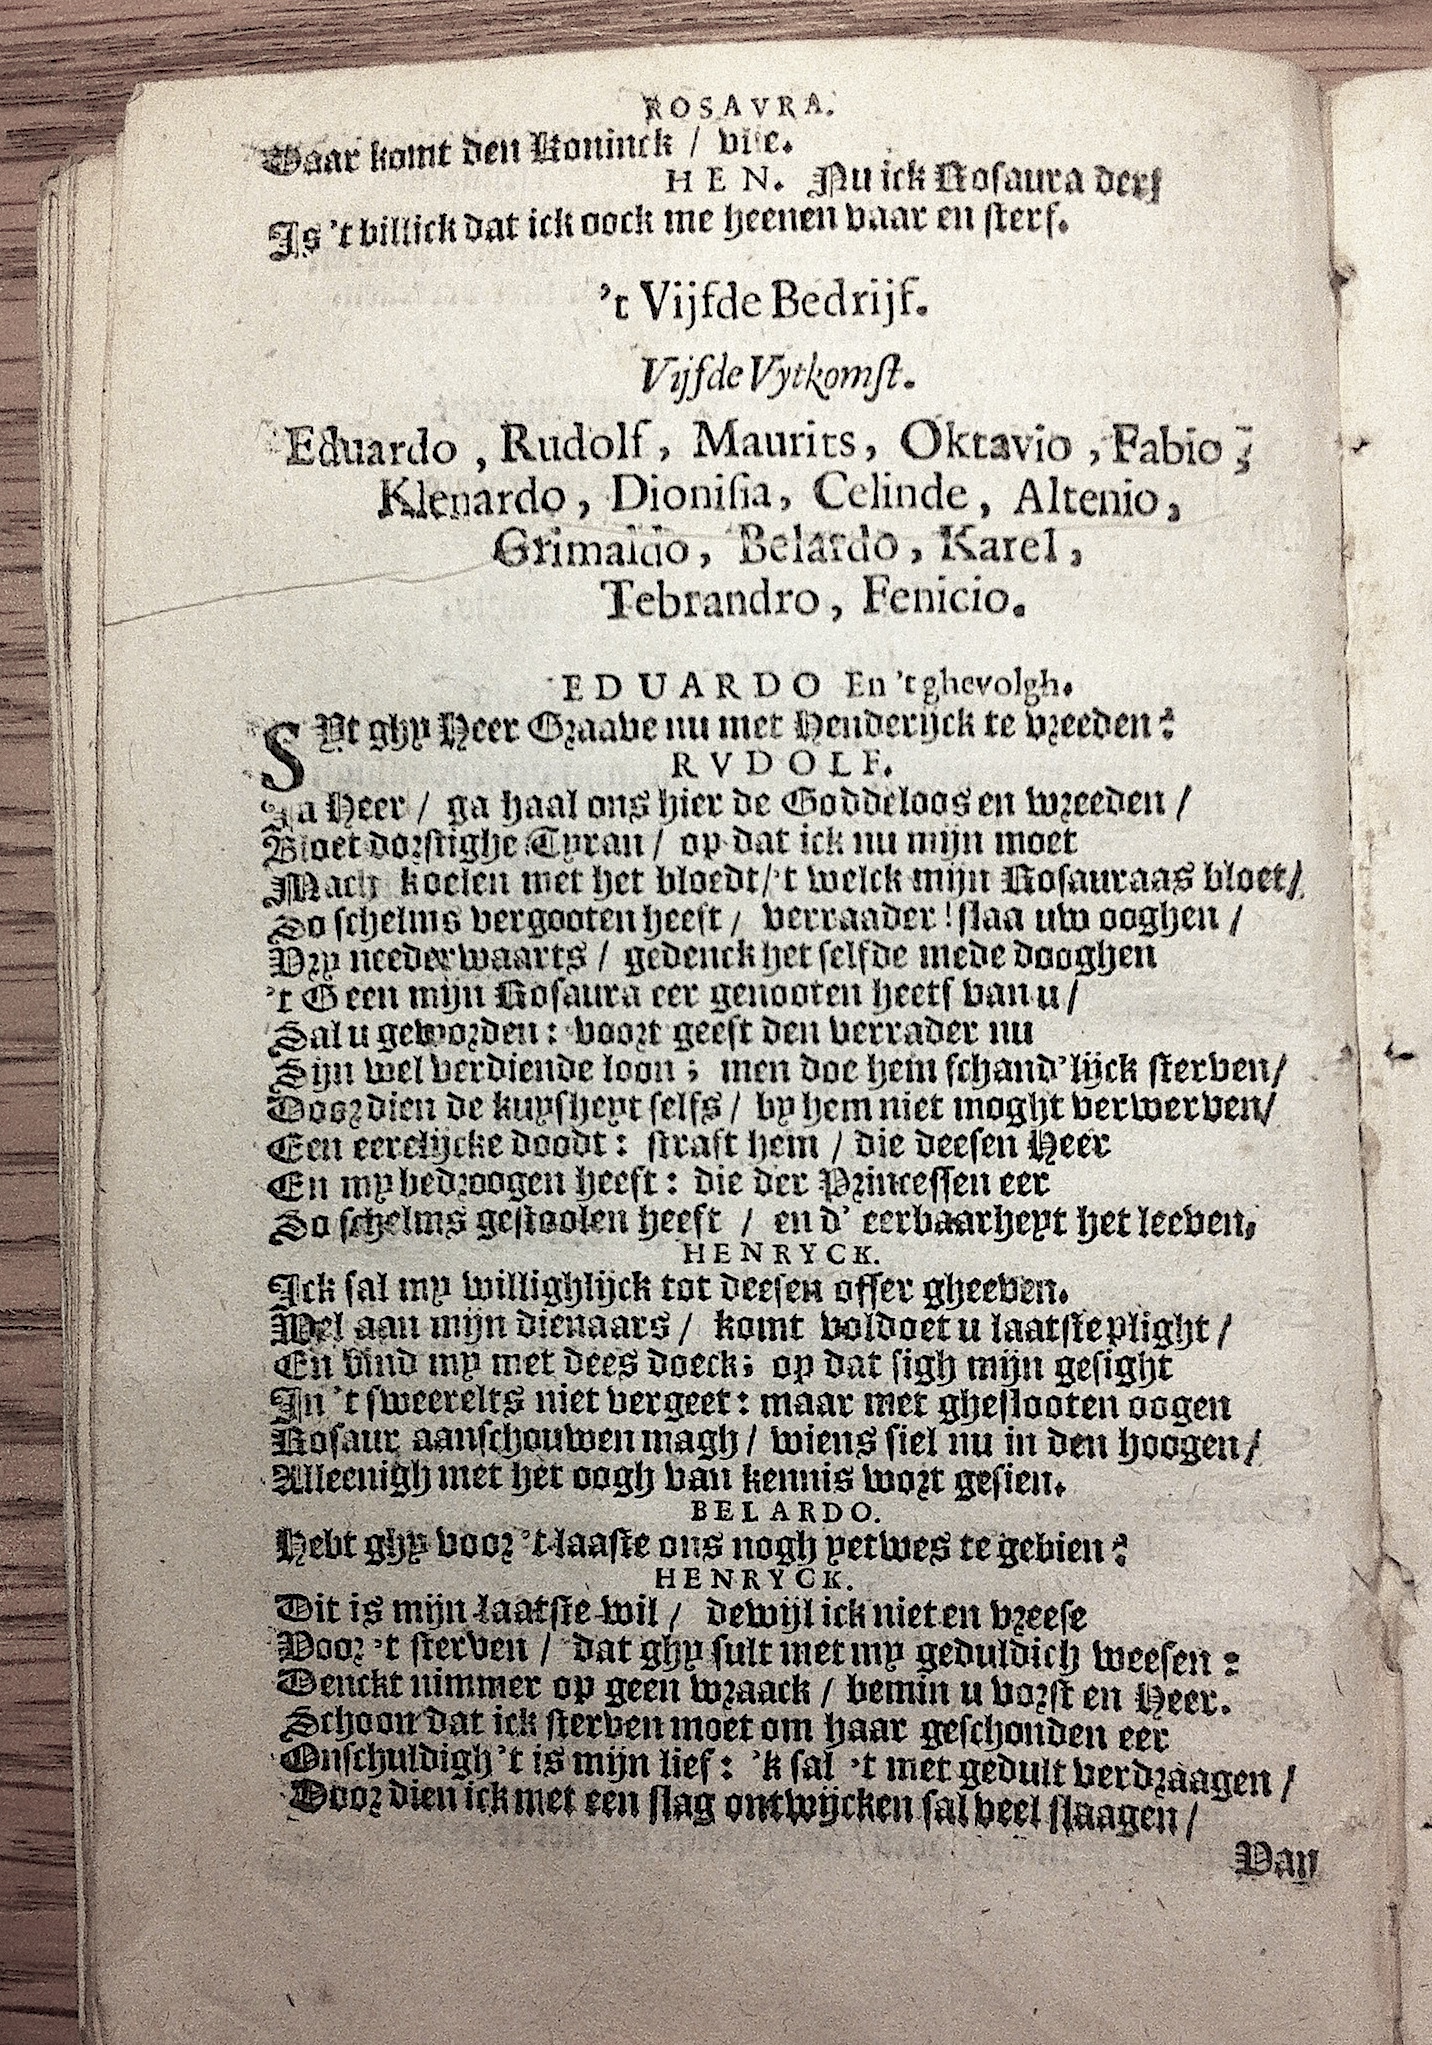 ROSAVRA.
Daar komt den Koninck / vlie.
HEN. Nu ick Rosaura derf
Is 't billick dat ick oock me heenen vaar en sterf.
't Vijfde Bedrijf.
Vijfde Vytkomst.
Eduardo, Rudolf, Maurits, Oktavio, Fabio,
Klenardo, Dionisia, Celinde, Altenio,
Grimaldo, Belardo, Karel,
Tebrandro, Fenicio.
EDUARDO En 't ghevolgh.
SYt ghy Heer Graave nu met Henderijck te vreeden?
RVDOLF.
Ja Heer / ga haal ons hier de Goddeloos en wreeden /
Bloet dorstighe Tyran / op dat ick nu mijn moet
Mach koelen met het bloedt / 't welck mijn Rosauraas bloet /
So schelms vergooten heeft / verraader! slaa uw ooghen /
Vry neederwaarts / gedenck het selfde mede dooghen
't Geen mijn Rosaura eer genooten heets van u /
Sal u geworden: voort geeft den verrader nu
Sijn wel verdiende loon; men doe hem schand'lijck sterven /
Doordien de kuysheyt selfs / by hem niet moght verwerven /
Een eerelijcke doodt: straft hem / die deesen Heer
En my bedroogen heeft: die der Princessen eer
So schelms gestoolen heeft / en d' eerbaarheyt het leeven,
HENRYCK.
Ick sal my willighlijck tot deesen offer gheeven.
Wel aan mijn dienaars / komt voldoet u laatste plight /
En bind my met dees doeck; op dat sigh mijn gesight
In 't sweerelts niet vergeet: maar met gheslooten oogen
Rosaur aanschouwen magh / wiens siel nu in den hoogen /
Alleenigh met het oogh van kennis wort gesien.
BELARDO.
Hebt ghy voor 't laaste ons nogh yetwes te gebien?
HENRYCK.
Dit is mijn laatste wil / dewijl ick niet en vreese
Voor 't sterven / dat ghy sult met my geduldich weesen:
Denckt nimmer op geen wraack / bemin u vorst en Heer.
Schoon dat ick sterven moet om haar geschonden eer
Onschuldigh 't is mijn lief: 'k sal 't met gedult verdraagen /
Door dien ick met een slag ontwijcken sal veel slaagen /
Van